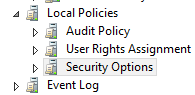 Local Policies
Audit Policy
User Rights Assignment
Security Options
Event Log